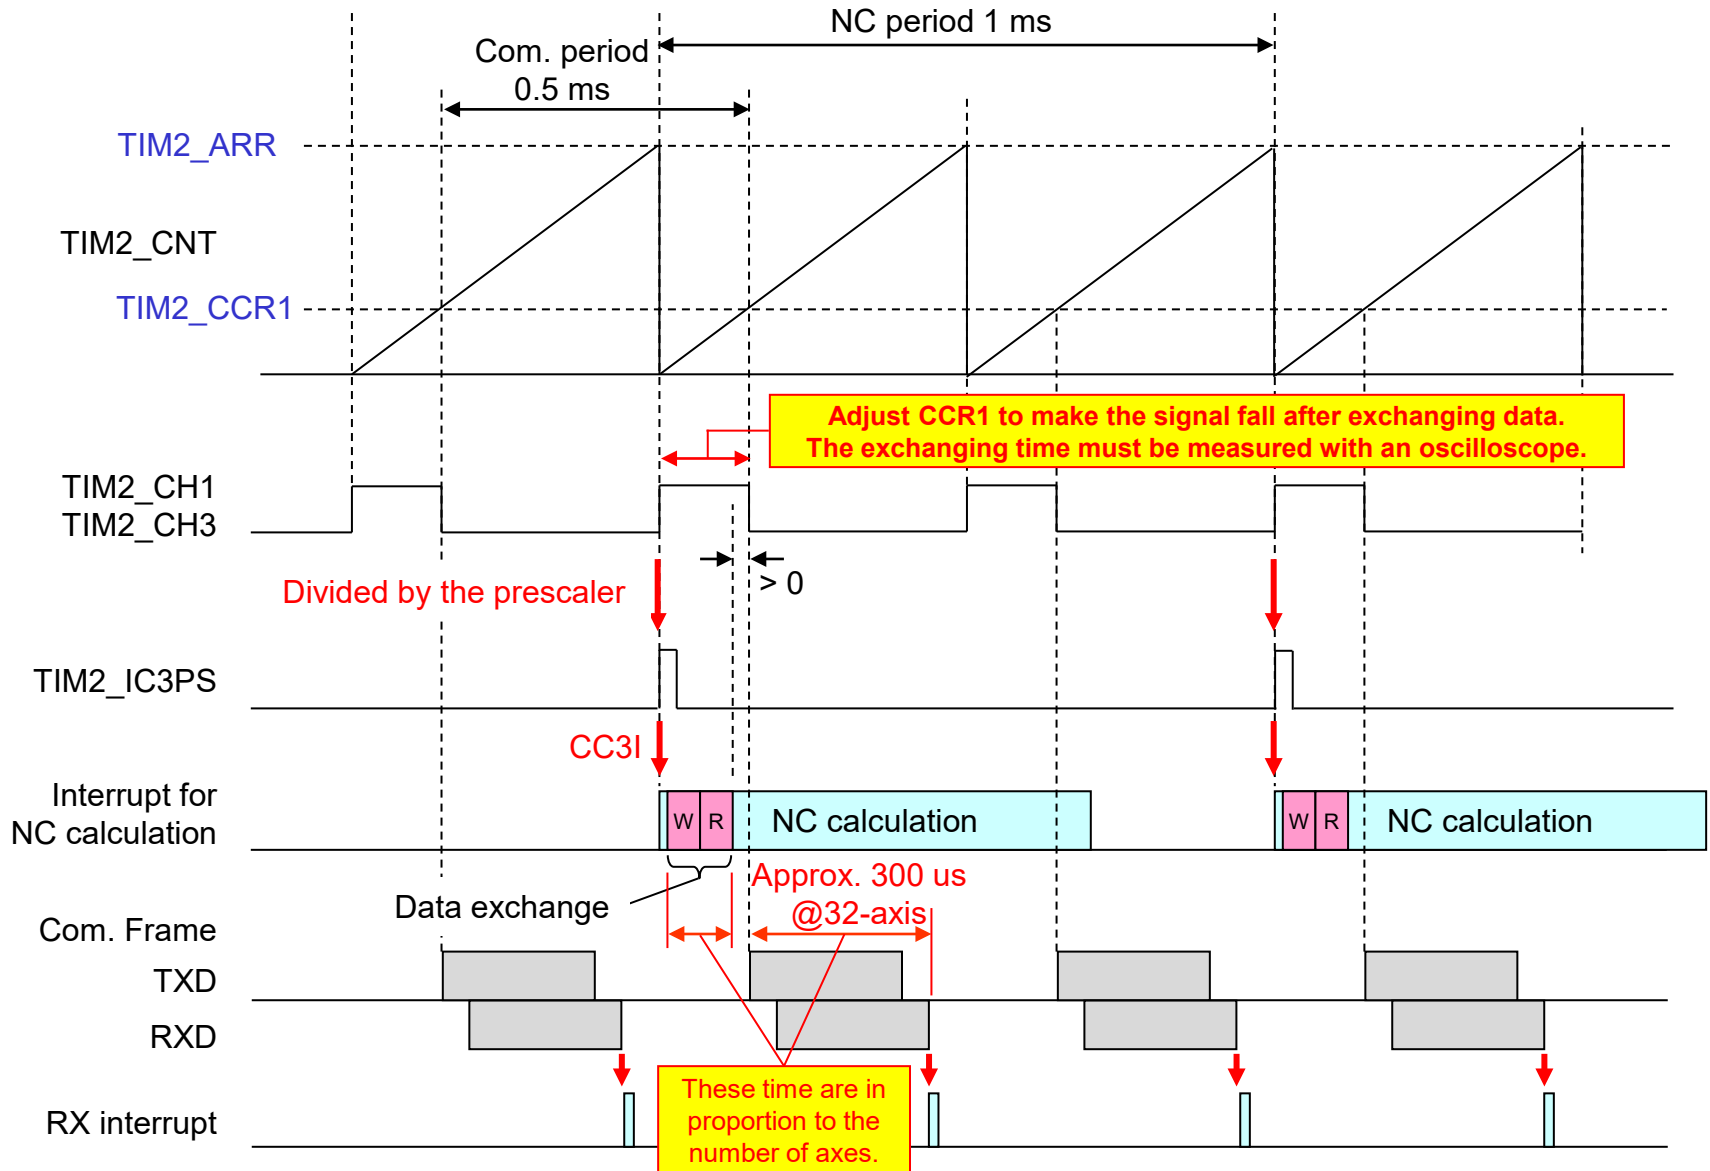 NC period 1 ms
Com. period
0.5 ms
TIM2_ARR
TIM2_CNT
TIM2_CCR1
Adjust CCR1 to make the signal fall after exchanging data.
The exchanging time must be measured with an oscilloscope.
TIM2_CH1
TIM2_CH3
> 0
Divided by the prescaler
TIM2_IC3PS
CC3I
Interrupt for
NC calculation
W R NC calculation
W R NC calculation
Data exchange
Approx. 300 us
@32-axis
Com. Frame
TXD
RXD
These time are in
proportion to the
number of axes.
RX interrupt